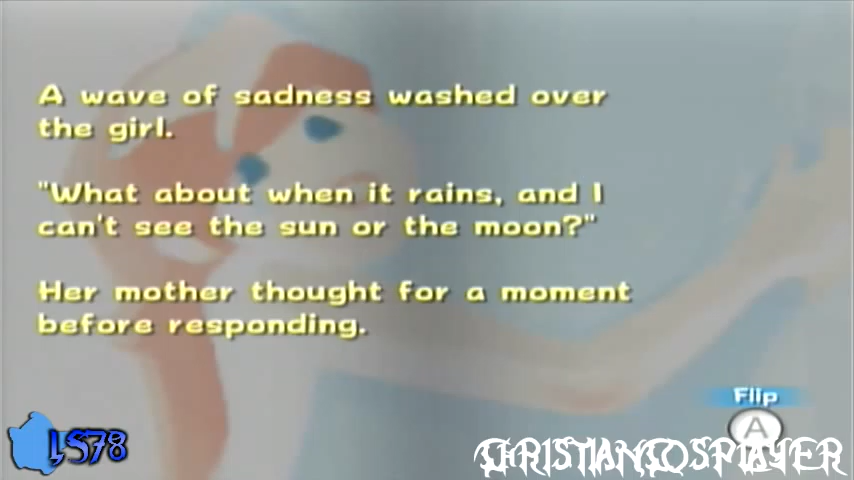 A wave of sadness washed over
the girl.
"What about when it rains, and I
can't see the sun or the moon?"
Her mother thought for a moment
before responding.
Flip
A
LS78
CHRISTIANCOSPLAYER